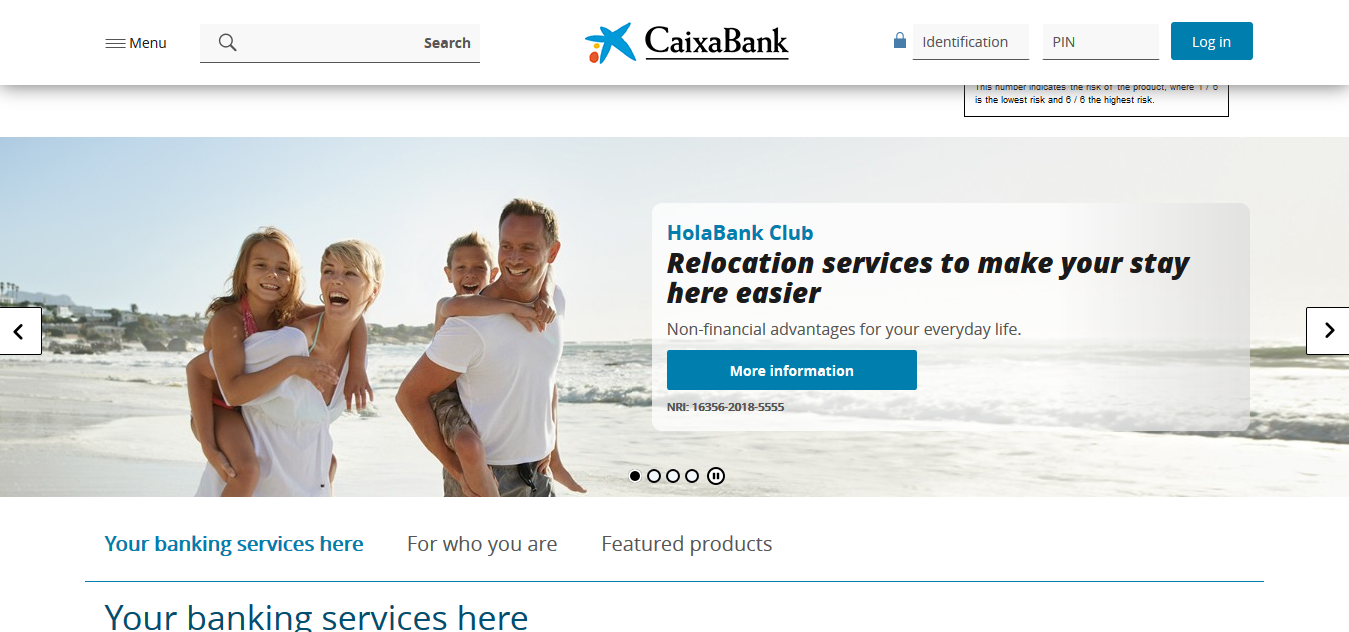 Menu
Search
CaixaBank
Identification
PIN
Log in
This number indicates the risk of the product, where 1 / 6
is the lowest risk and 6 / 6 the highest risk.
HolaBank Club
Relocation services to make your stay
here easier
Non-financial advantages for your everyday life.
More information
NRI: 16356-2018-5555
Your banking services here
For who you are
Featured products
Your banking services here